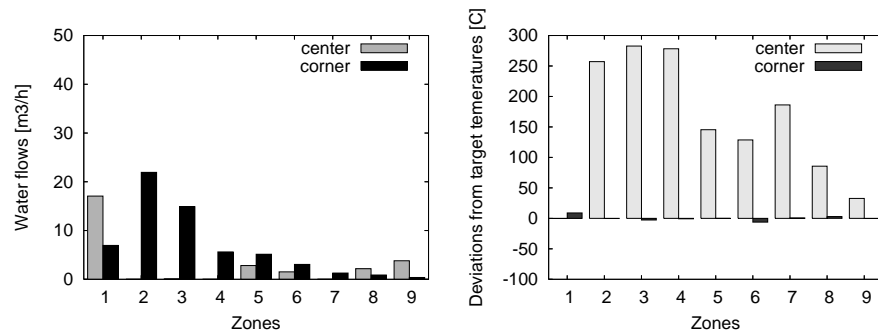 Water flows [m3/h]
50
40
30
20
10
0
center
corner
1 2 3 4 5 6 7 8 9
Zones
Deviations from target temeratures [C]
300
250
200
150
100
50
0
-50
-100
center
corner
1 2 3 4 5 6 7 8 9
Zones